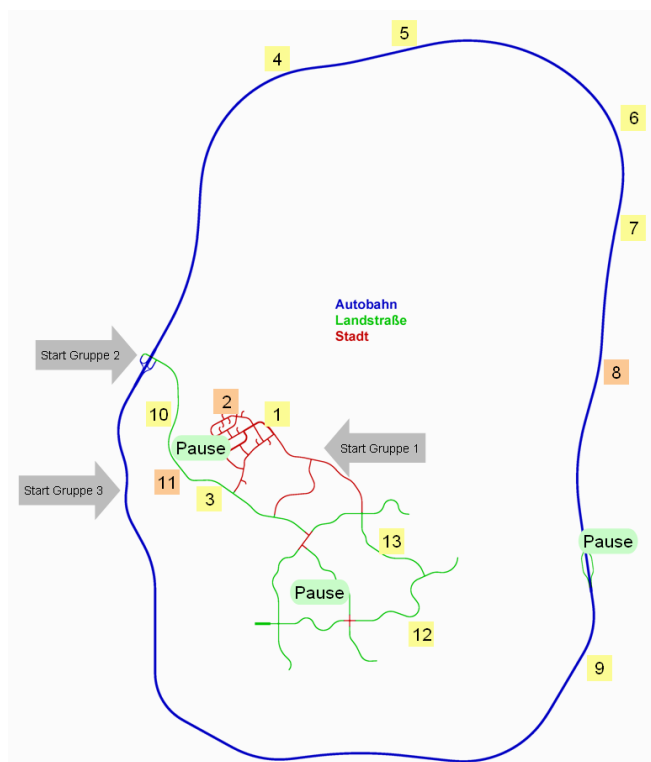 5
4
6
7
Autobahn
Landstraße
Stadt
Start Gruppe 2
8
2
1
10
Pause
Start Gruppe 1
11
Start Gruppe 3
3
13
Pause
Pause
12
9